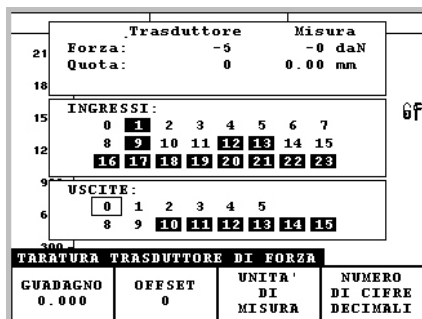 Trasduttore Misura
21 Forza: -5 -0 daN
Quota: 0 0.00 mm
18
INGRESSI:
15 0 1 2 3 4 5 6 7
8 9 10 11 12 13 14 15
12
16 17 18 19 20 21 22 23
9
USCITE:
0 1 2 3 4 5
6
8 9 10 11 12 13 14 15
300
TARATURA TRASDUTTORE DI FORZA
GUADAGNO 0.000
OFFSET 0
UNITA' DI MISURA
NUMERO DI CIFRE DECIMALI